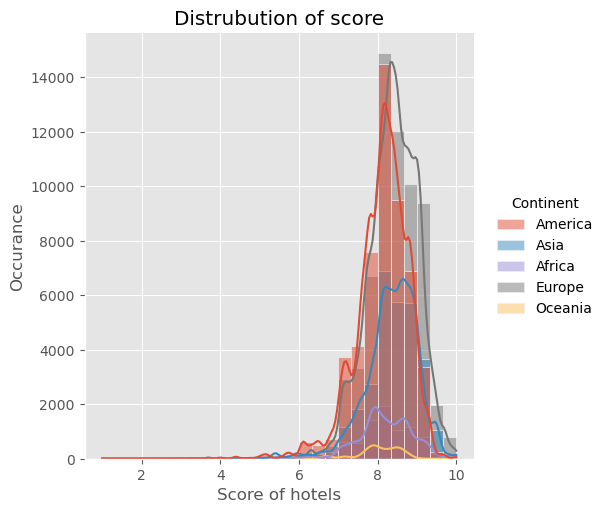 Distrubution of score
14000
12000
10000
8000
6000
4000
2000
0
Occurance
2
4
6
8
10
Score of hotels
Continent
America
Asia
Africa
Europe
Oceania